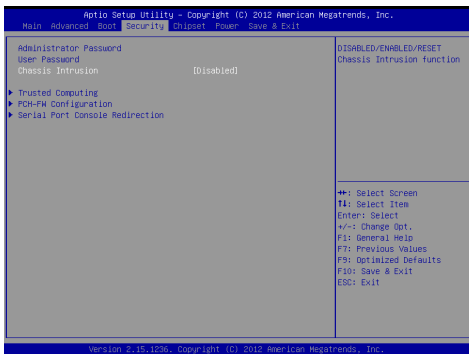 Aptio Setup Utility – Copyright (C) 2012 American Megatrends, Inc.
Main Advanced Boot Security Chipset Power Save & Exit
Administrator Password
User Password
Chassis Intrusion [Disabled]
Trusted Computing
PCH-FW Configuration
Serial Port Console Redirection
DISABLED/ENABLED/RESET
Chassis Intrusion function
→←: Select Screen
↑↓: Select Item
Enter: Select
+/-: Change Opt.
F1: General Help
F7: Previous Values
F9: Optimized Defaults
F10: Save & Exit
ESC: Exit
Version 2.15.1236. Copyright (C) 2012 American Megatrends, Inc.